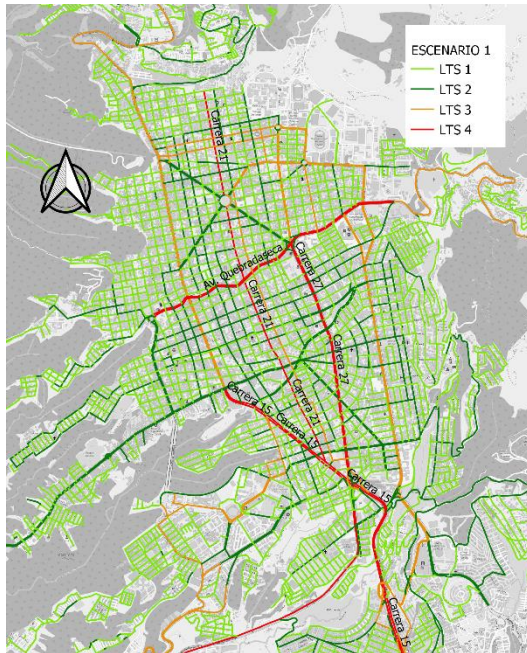 ESCENARIO 1
LTS 1
LTS 2
LTS 3
LTS 4
Carrera 21
Av. Quebradaseca
Carrera 27
Carrera 21
Carrera 27
Carrera 21
Carrera 15, Carrera 15
Carrera 15
Carrera 15